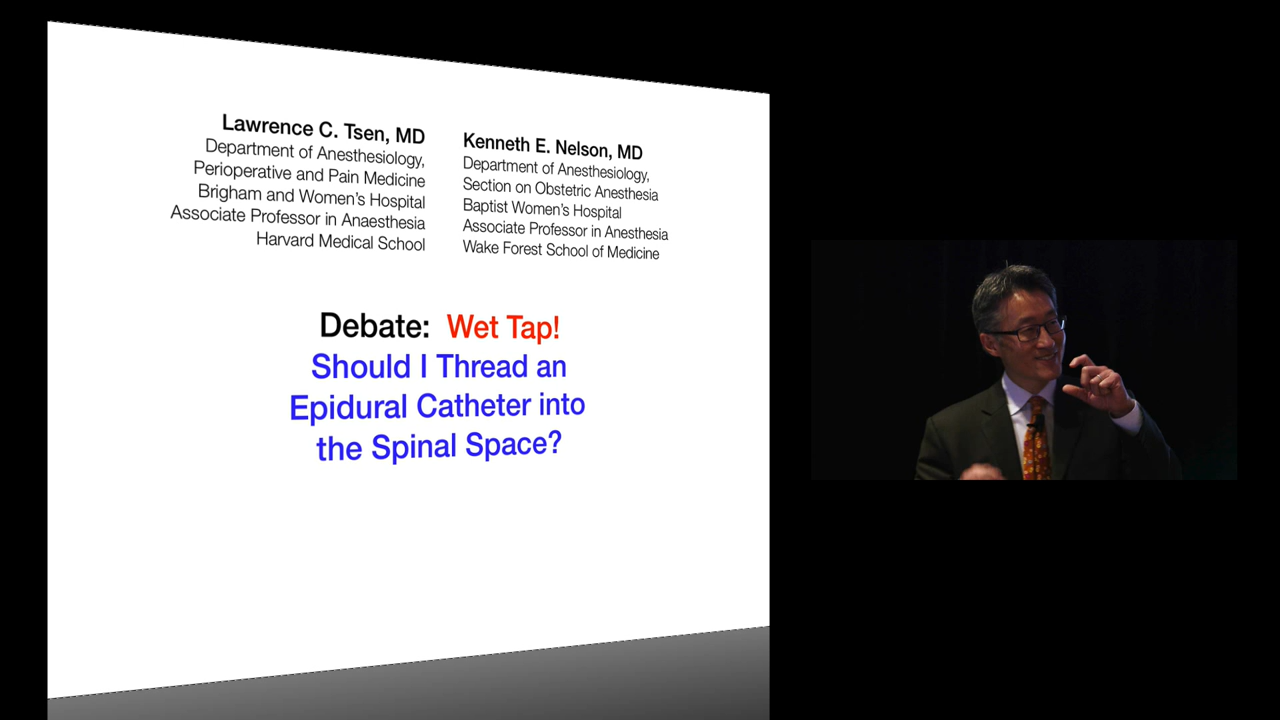 Lawrence C. Tsen, MD
Department of Anesthesiology,
Perioperative and Pain Medicine
Brigham and Women's Hospital
Associate Professor in Anaesthesia
Harvard Medical School
Kenneth E. Nelson, MD
Department of Anesthesiology,
Section on Obstetric Anesthesia
Baptist Women's Hospital
Associate Professor in Anesthesia
Wake Forest School of Medicine
Debate: Wet Tap!
Should I Thread an
Epidural Catheter into
the Spinal Space?